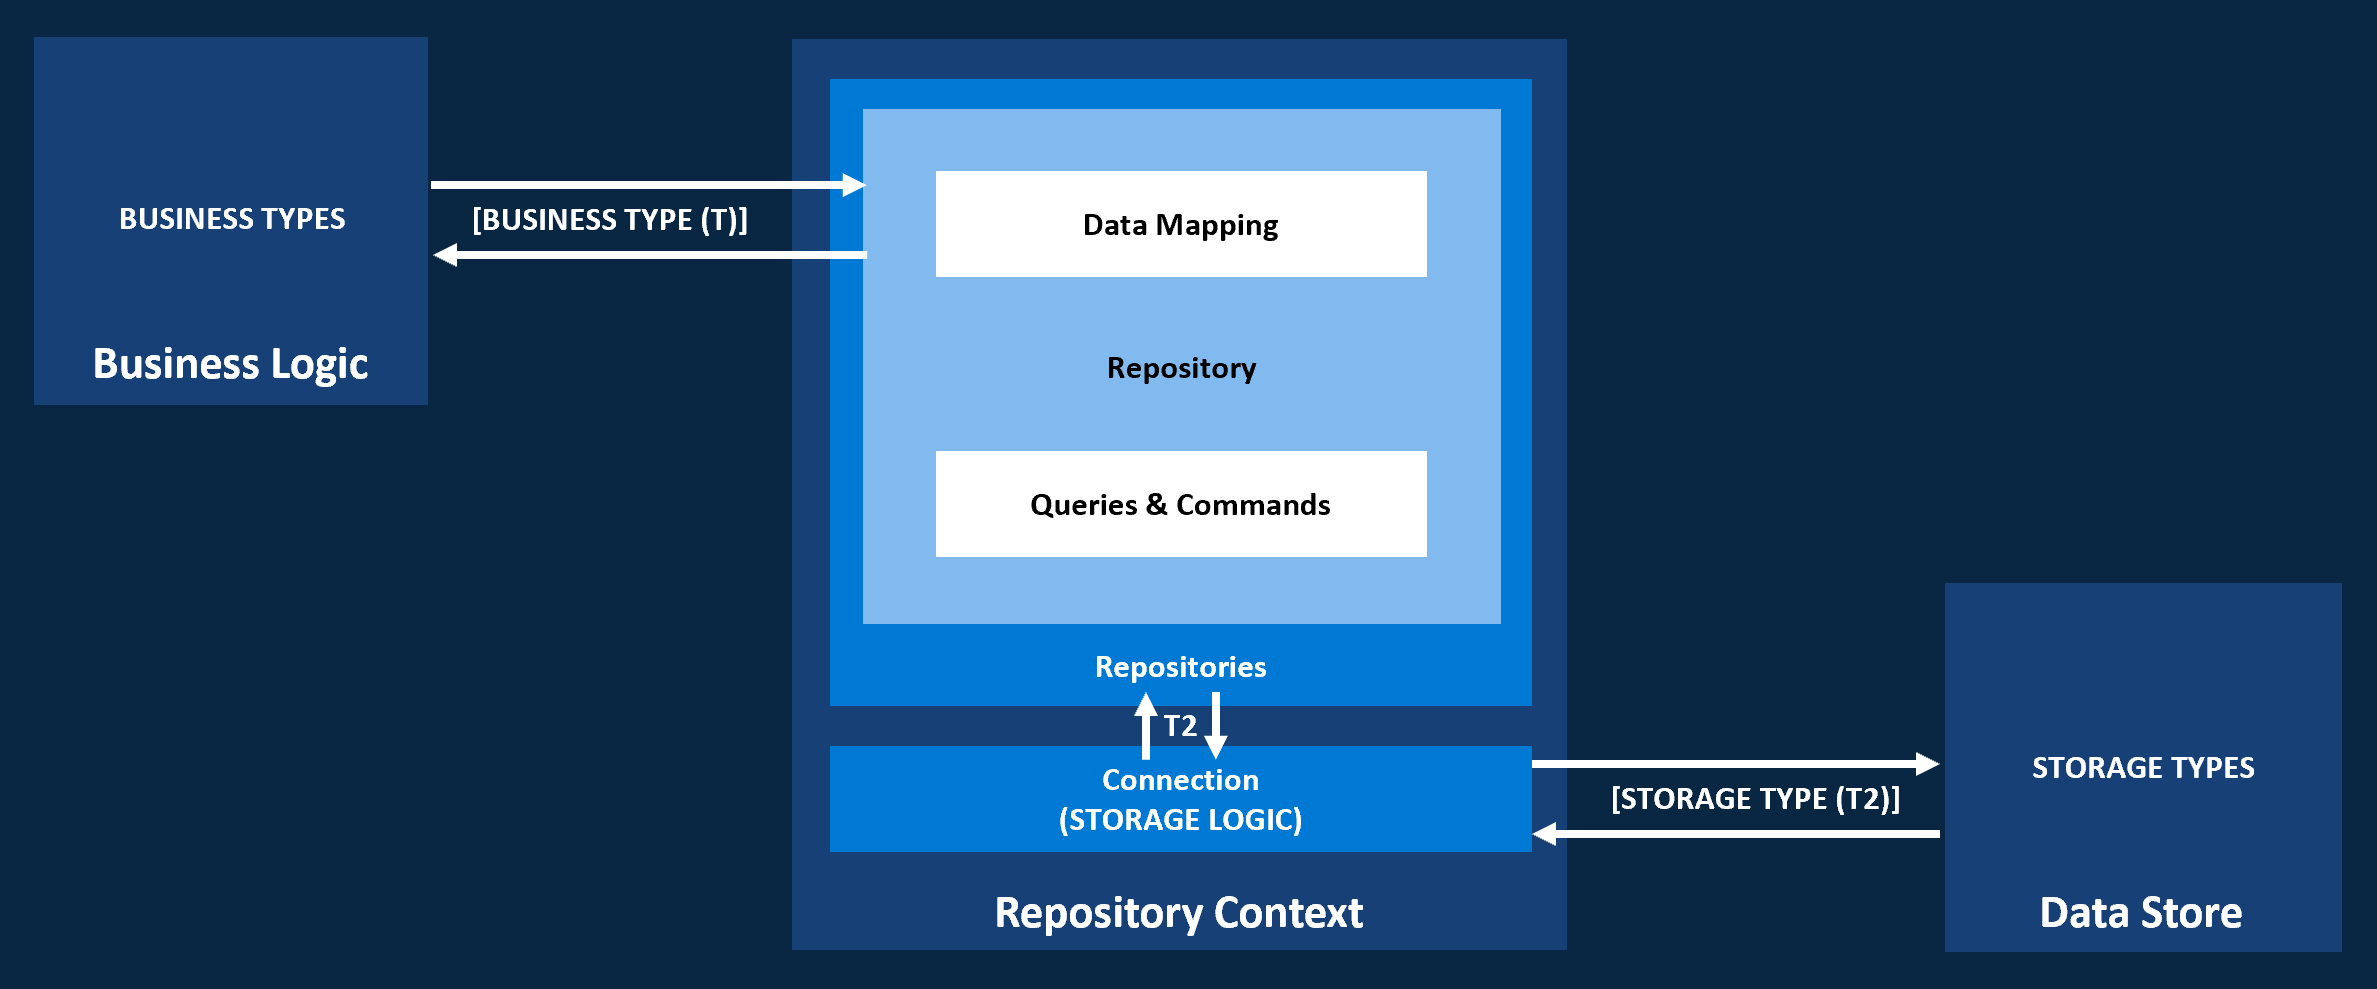 BUSINESS TYPES
Business Logic
[BUSINESS TYPE (T)]
Data Mapping
Repository
Queries & Commands
Repositories
T2
Connection
(STORAGE LOGIC)
Repository Context
[STORAGE TYPE (T2)]
STORAGE TYPES
Data Store